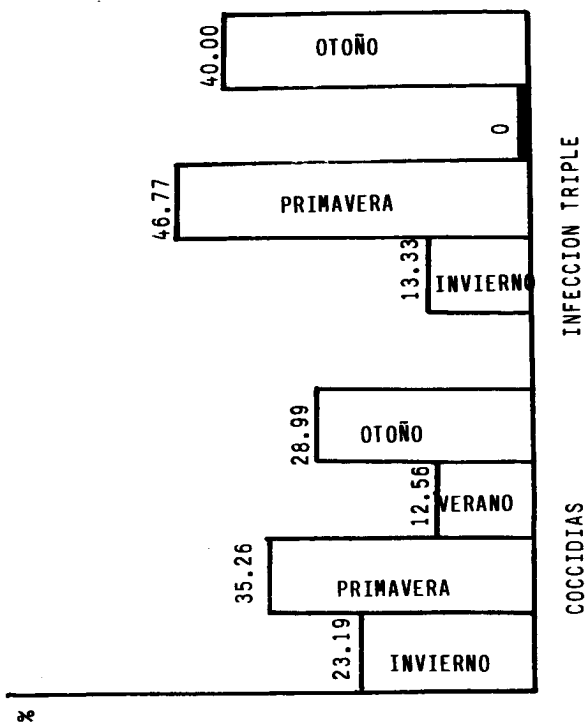 %
23.19
INVIERNO
35.26
PRIMAVERA
12.56
VERANO
28.99
OTOÑO
COCCIDIAS
13.33
INVIERNO
46.77
PRIMAVERA
0
40.00
OTOÑO
INFECCION TRIPLE